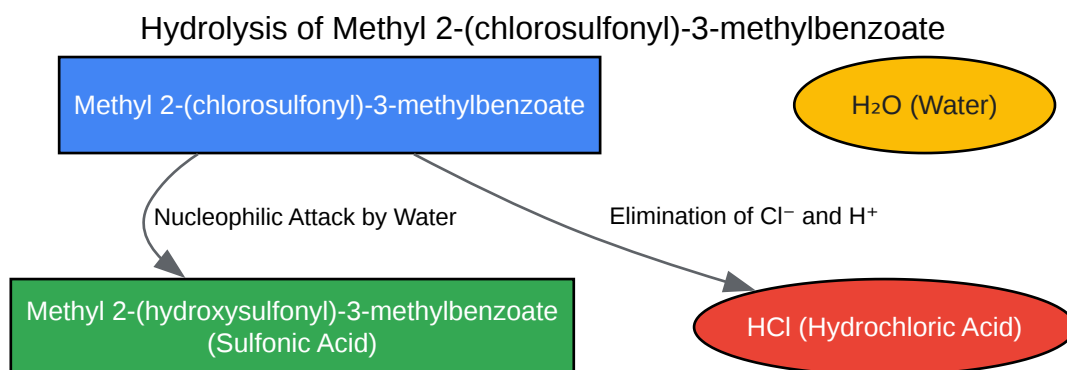 Hydrolysis of Methyl 2-(chlorosulfonyl)-3-methylbenzoate
Methyl 2-(chlorosulfonyl)-3-methylbenzoate
H₂O (Water)
Nucleophilic Attack by Water
Elimination of Cl⁻ and H⁺
Methyl 2-(hydroxysulfonyl)-3-methylbenzoate
(Sulfonic Acid)
HCl (Hydrochloric Acid)